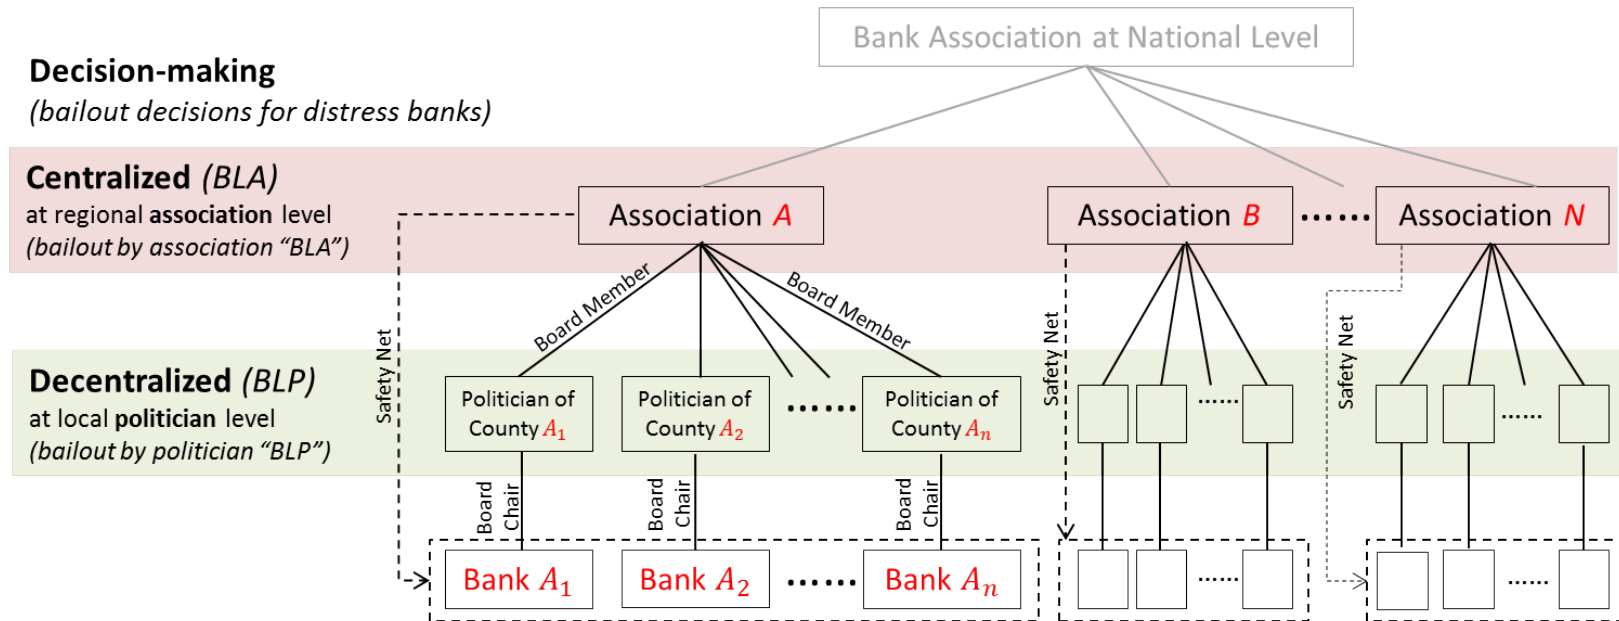 Bank Association at National Level
Decision-making
(bailout decisions for distress banks)
Centralized (BLA)
at regional association level
(bailout by association “BLA”)
Association A
Association B
......
Association N
Board Member
Board Member
Safety Net
Safety Net
Safety Net
Decentralized (BLP)
at local politician level
(bailout by politician “BLP”)
Politician of
County A1
Politician of
County A2
......
Politician of
County An
......
......
Board
Chair
Board
Chair
Board
Chair
Bank A1
Bank A2
......
Bank An
......
......